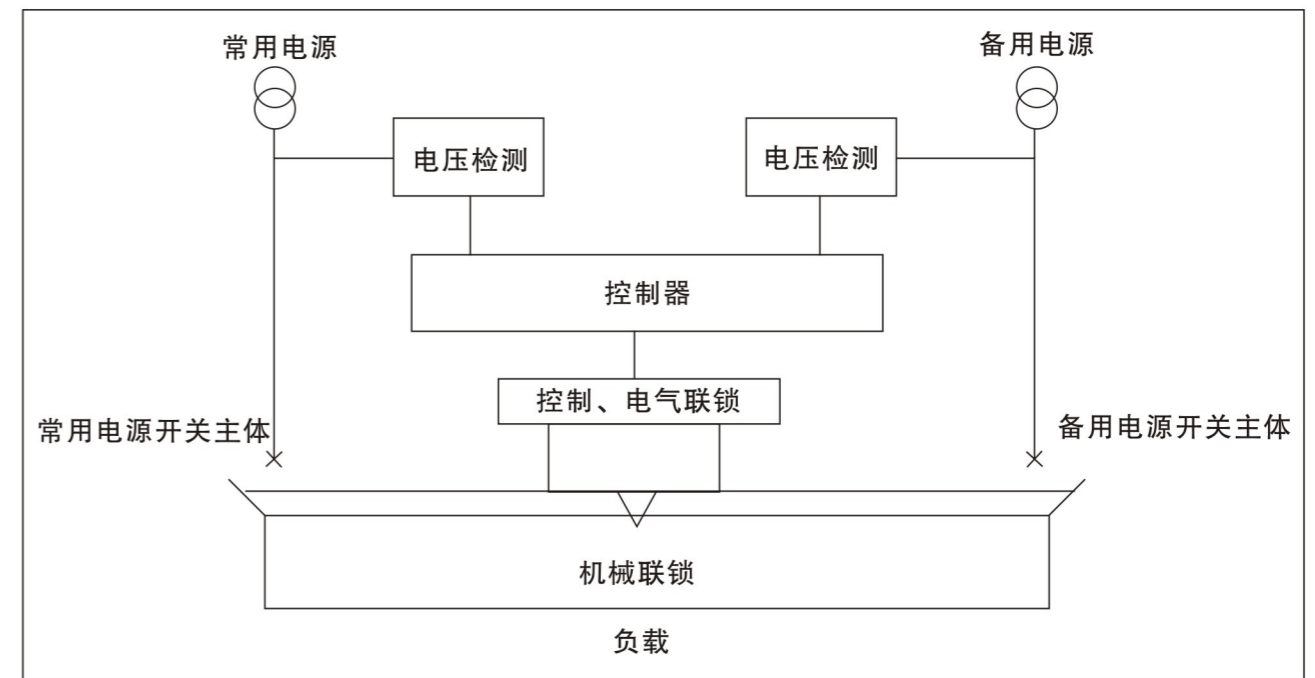 常用电源
备用电源
电压检测
电压检测
控制器
控制、电气联锁
常用电源开关主体
备用电源开关主体
机械联锁
负载